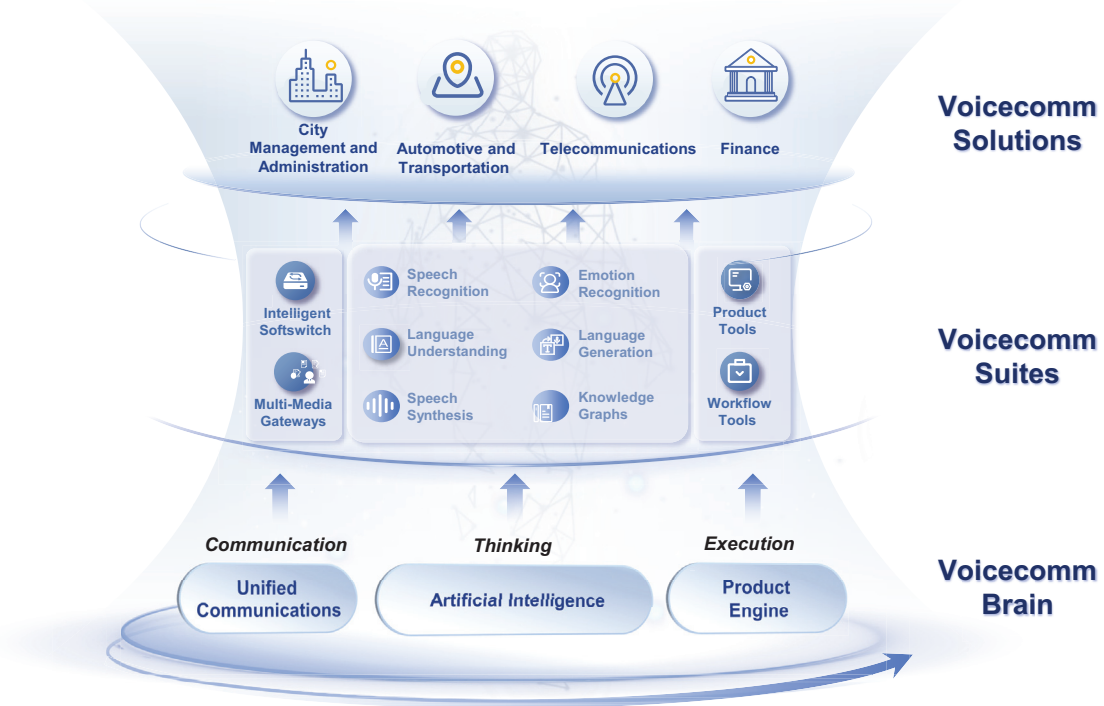 City
Management and
Administration
Automotive and
Transportation
Telecommunications
Finance
Voicecomm
Solutions
Intelligent
Softswitch
Multi-Media
Gateways
Speech
Recognition
Emotion
Recognition
Language
Understanding
Language
Generation
Speech
Synthesis
Knowledge
Graphs
Product
Tools
Workflow
Tools
Voicecomm
Suites
Communication
Thinking
Execution
Unified
Communications
Artificial Intelligence
Product
Engine
Voicecomm
Brain